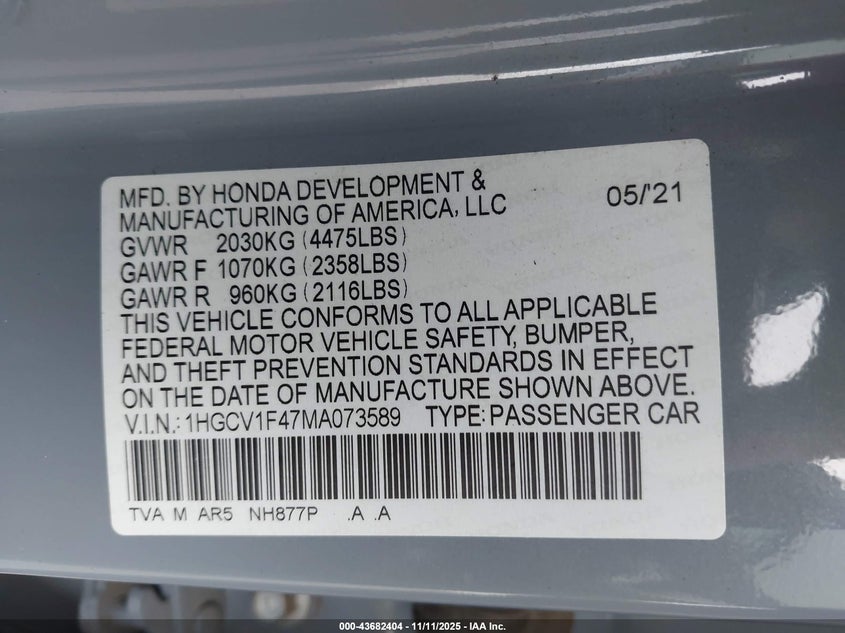 MFD. BY HONDA DEVELOPMENT &
MANUFACTURING OF AMERICA, LLC 05/'21
GVWR 2030KG (4475LBS)
GAWR F 1070KG (2358LBS)
GAWR R 960KG (2116LBS)
THIS VEHICLE CONFORMS TO ALL APPLICABLE
FEDERAL MOTOR VEHICLE SAFETY, BUMPER,
AND THEFT PREVENTION STANDARDS IN EFFECT
ON THE DATE OF MANUFACTURE SHOWN ABOVE.
V.I.N.: 1HGCV1F47MA073589 TYPE: PASSENGER CAR
TVA M AR5 NH877P .A .A
000-43682404 - 11/11/2025 - IAA Inc.